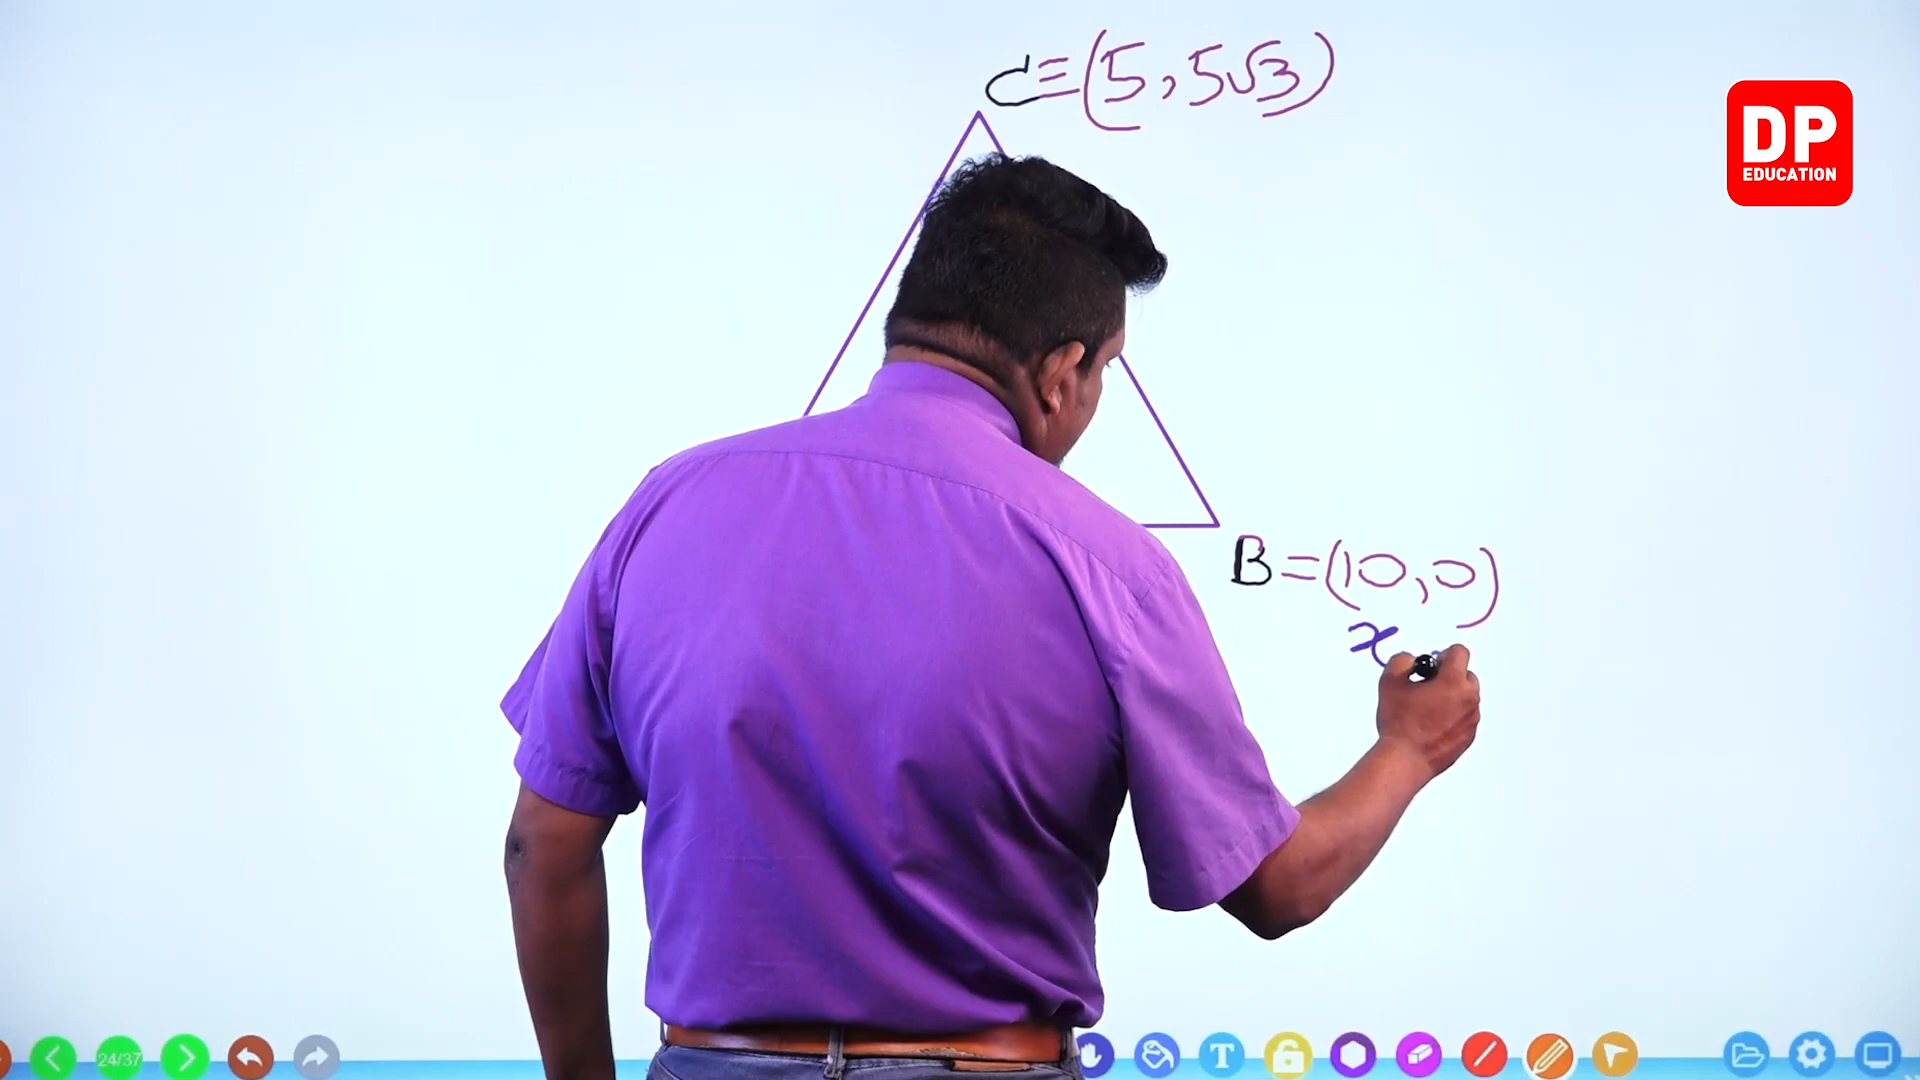 C≡(5,5√3)
DP
EDUCATION
B=(10,0)
x
24/37
T